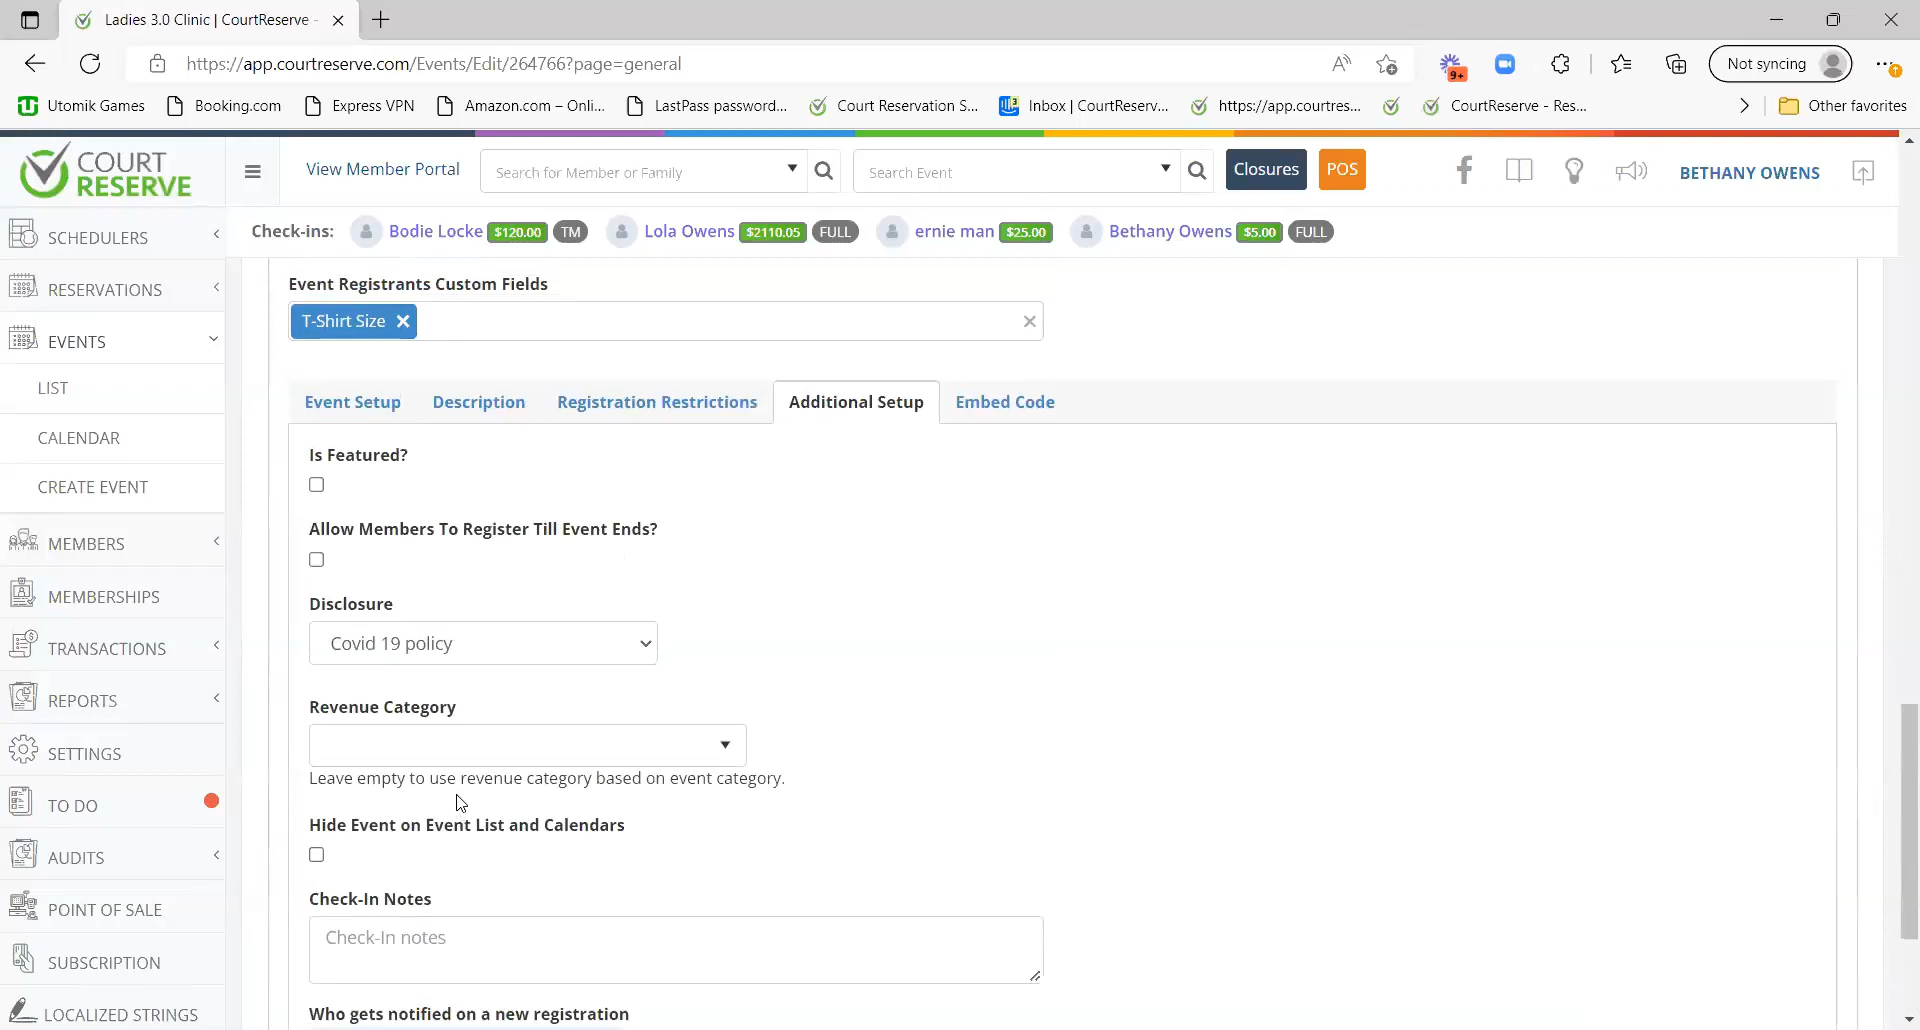 Ladies 3.0 Clinic | CourtReserve -
https://app.courtreserve.com/Events/Edit/264766?page=general
9+
Not syncing
Utomik Games
Booking.com
Express VPN
Amazon.com – Onli...
LastPass password...
Court Reservation S...
Inbox | CourtReserv...
https://app.courtres...
CourtReserve - Res...
Other favorites
COURT RESERVE
View Member Portal
Search for Member or Family
Search Event
Closures
POS
BETHANY OWENS
Check-ins:
Bodie Locke $120.00 TM
Lola Owens $2110.05 FULL
ernie man $25.00
Bethany Owens $5.00 FULL
SCHEDULERS
RESERVATIONS
EVENTS
LIST
CALENDAR
CREATE EVENT
MEMBERS
MEMBERSHIPS
TRANSACTIONS
REPORTS
SETTINGS
TO DO
AUDITS
POINT OF SALE
SUBSCRIPTION
LOCALIZED STRINGS
Event Registrants Custom Fields
T-Shirt Size
Event Setup
Description
Registration Restrictions
Additional Setup
Embed Code
Is Featured?
Allow Members To Register Till Event Ends?
Disclosure
Covid 19 policy
Revenue Category
Leave empty to use revenue category based on event category.
Hide Event on Event List and Calendars
Check-In Notes
Check-In notes
Who gets notified on a new registration